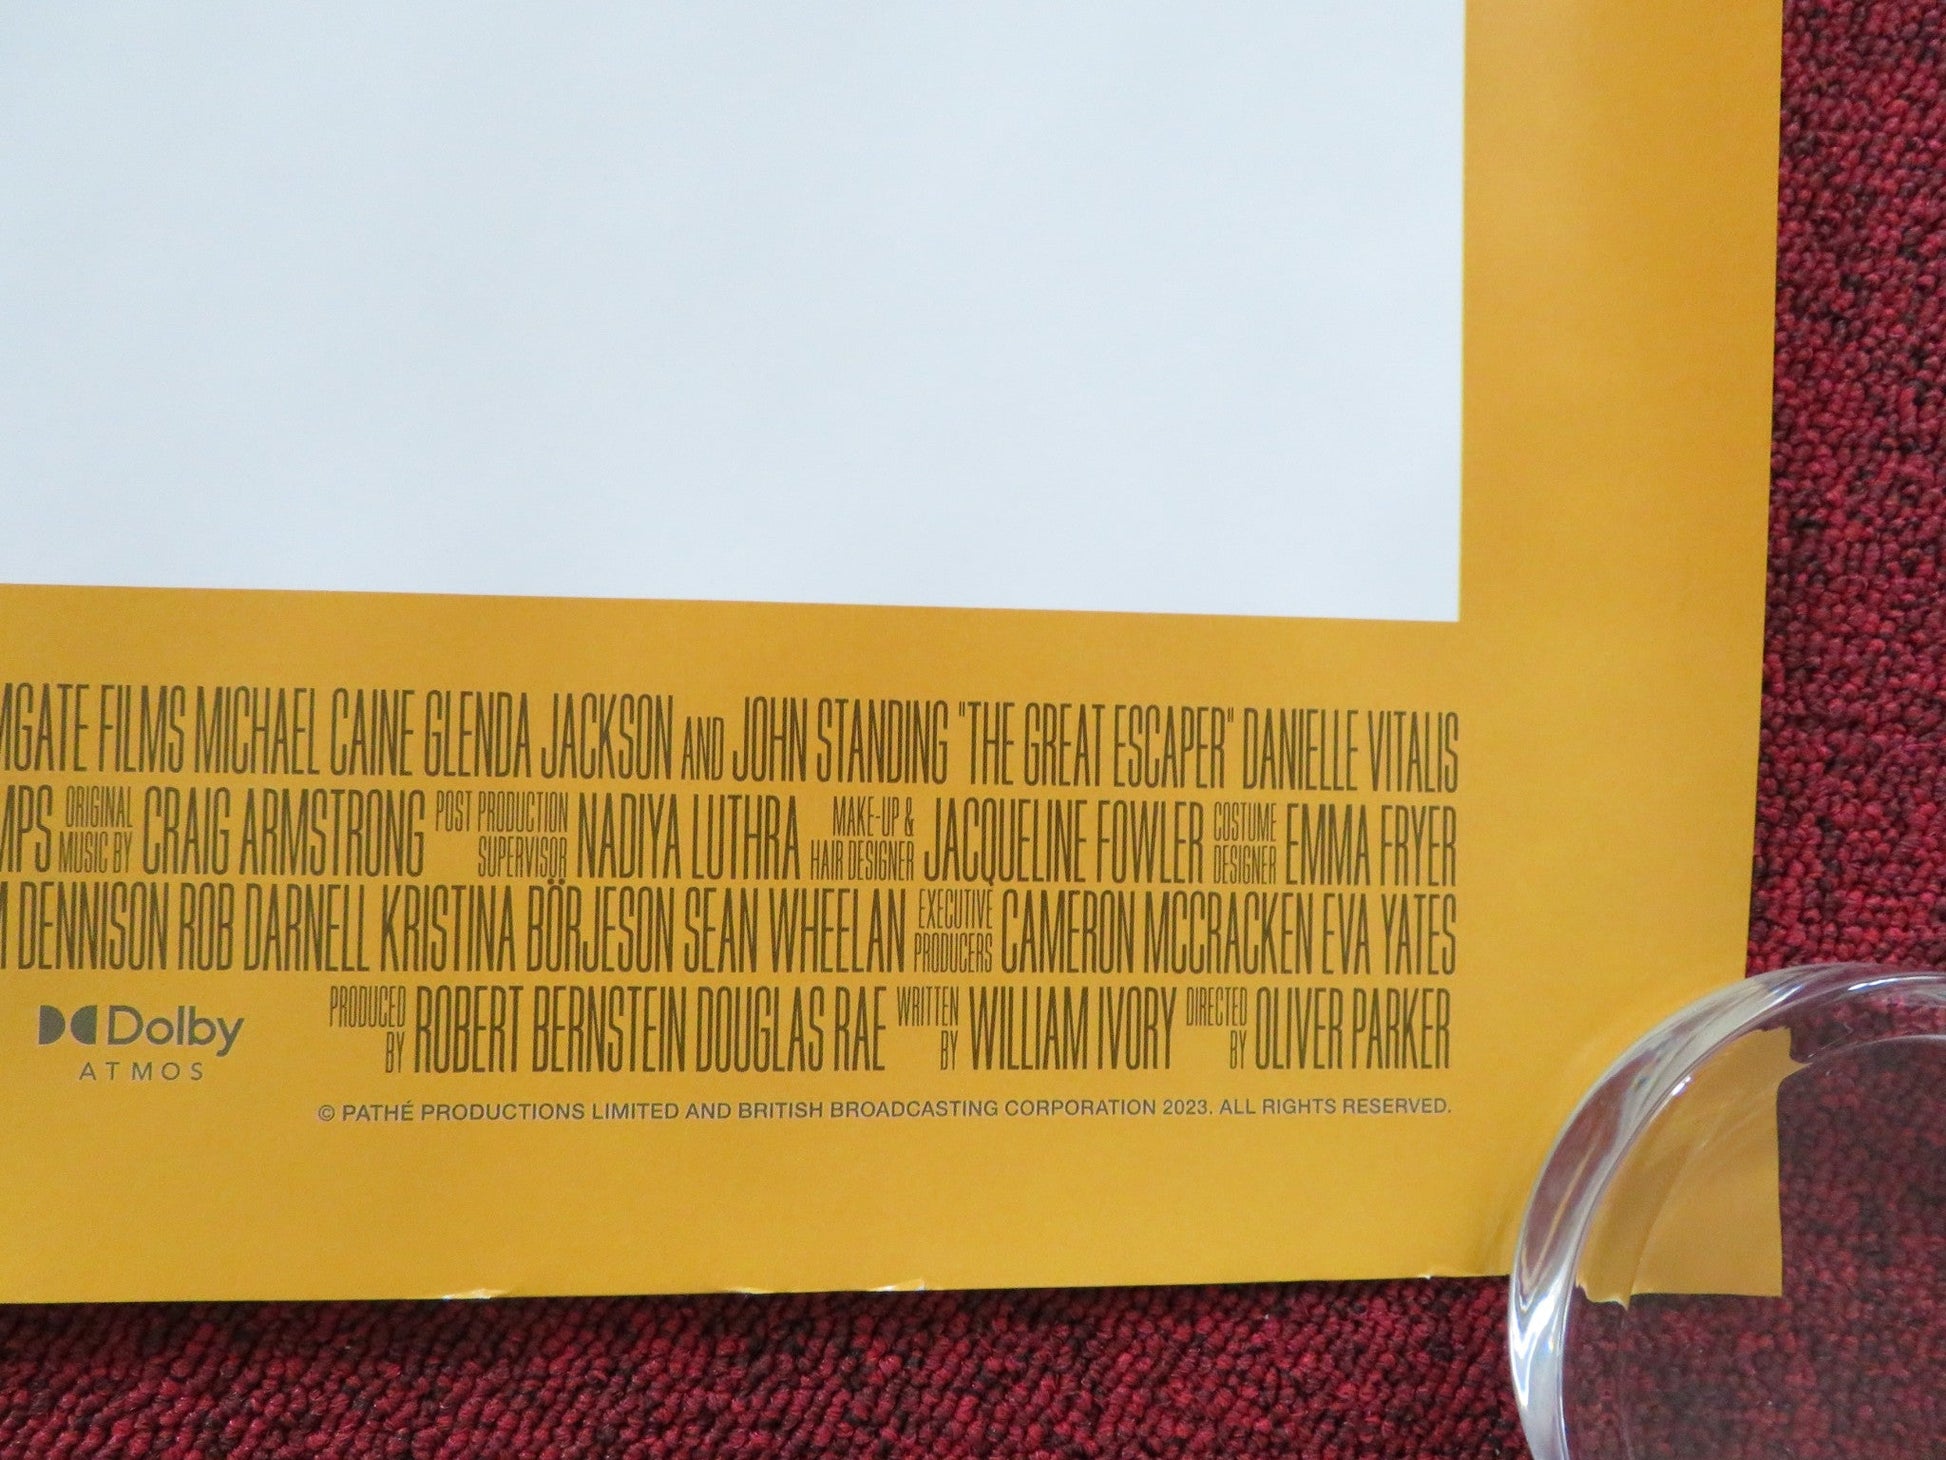 MGATE FILMS MICHAEL CAINE GLENDA JACKSON AND JOHN STANDING "THE GREAT ESCAPER" DANIELLE VITALIS
MPS ORIGINAL MUSIC BY CRAIG ARMSTRONG POST PRODUCTION SUPERVISOR NADIYA LUTHRA MAKE-UP & HAIR DESIGNER JACQUELINE FOWLER COSTUME DESIGNER EMMA FRYER
DENNISON ROB DARNELL KRISTINA BÖRJESON SEAN WHEELAN EXECUTIVE PRODUCERS CAMERON MCCRACKEN EVA YATES
Dolby ATMOS PRODUCED BY ROBERT BERNSTEIN DOUGLAS RAE WRITTEN BY WILLIAM IVORY DIRECTED BY OLIVER PARKER
© PATHÉ PRODUCTIONS LIMITED AND BRITISH BROADCASTING CORPORATION 2023. ALL RIGHTS RESERVED.